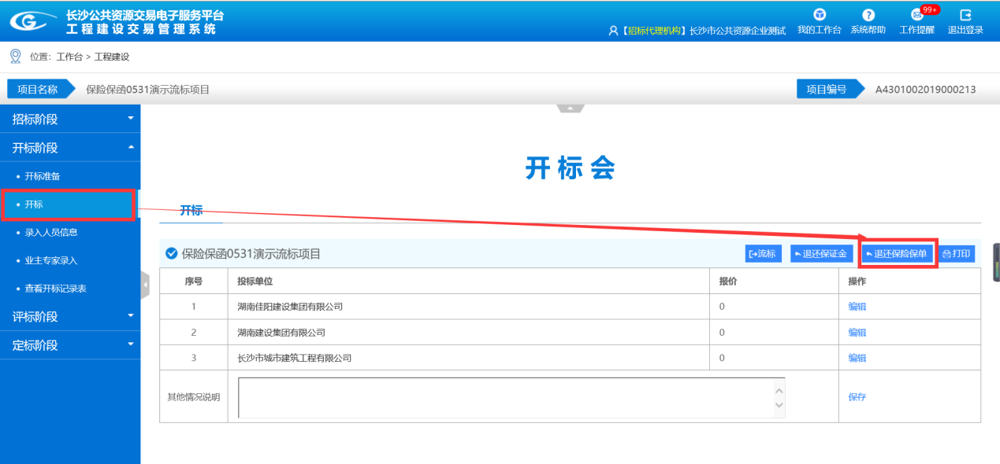 长沙公共资源交易电子服务平台
工程建设交易管理系统
【招标代理机构】长沙市公共资源企业测试
我的工作台
系统帮助
99+
工作提醒
退出登录
位置：工作台 > 工程建设
项目名称 保险保函0531演示流标项目
项目编号 A4301002019000213
招标阶段
开标阶段
开标准备
开标
录入人员信息
业主专家录入
查看开标记录表
评标阶段
定标阶段
开标会
开标
保险保函0531演示流标项目
流标 退还保证金 退还保险保单 打印
序号 投标单位 报价 操作
1 湖南佳阳建设集团有限公司 0 编辑
2 湖南建设集团有限公司 0 编辑
3 长沙市城市建筑工程有限公司 0 编辑
其他情况说明 保存